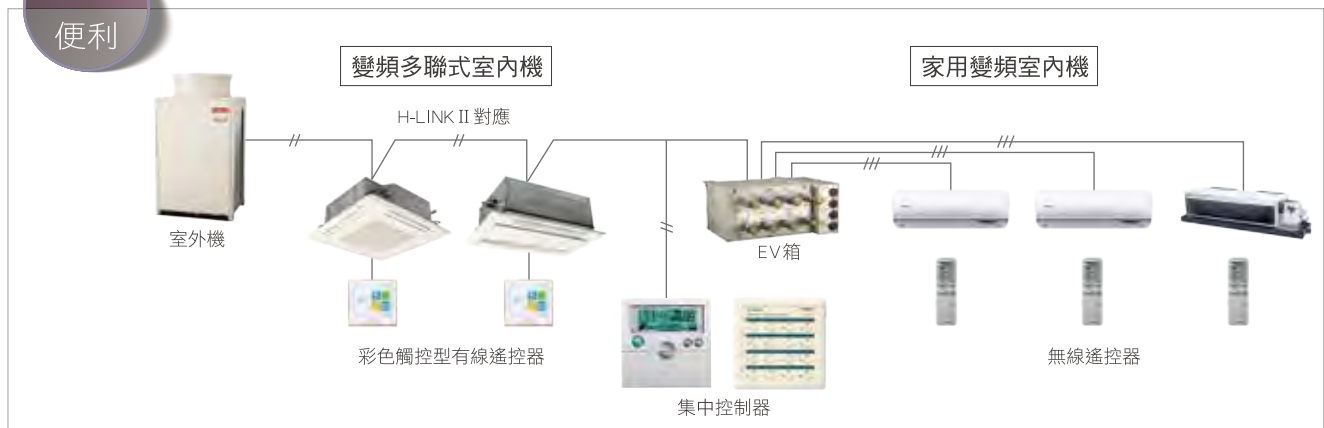 便利
變頻多聯式室內機
家用變頻室內機
H-LINK II 對應
室外機
EV箱
彩色觸控型有線遙控器
無線遙控器
集中控制器